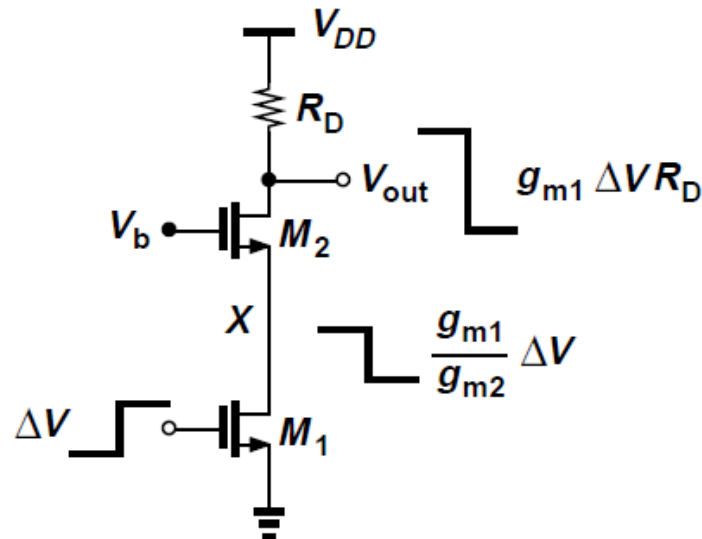 V_DD
R_D
V_out
g_m1 ΔV R_D
V_b
M_2
X
g_m1
g_m2
ΔV
ΔV
M_1